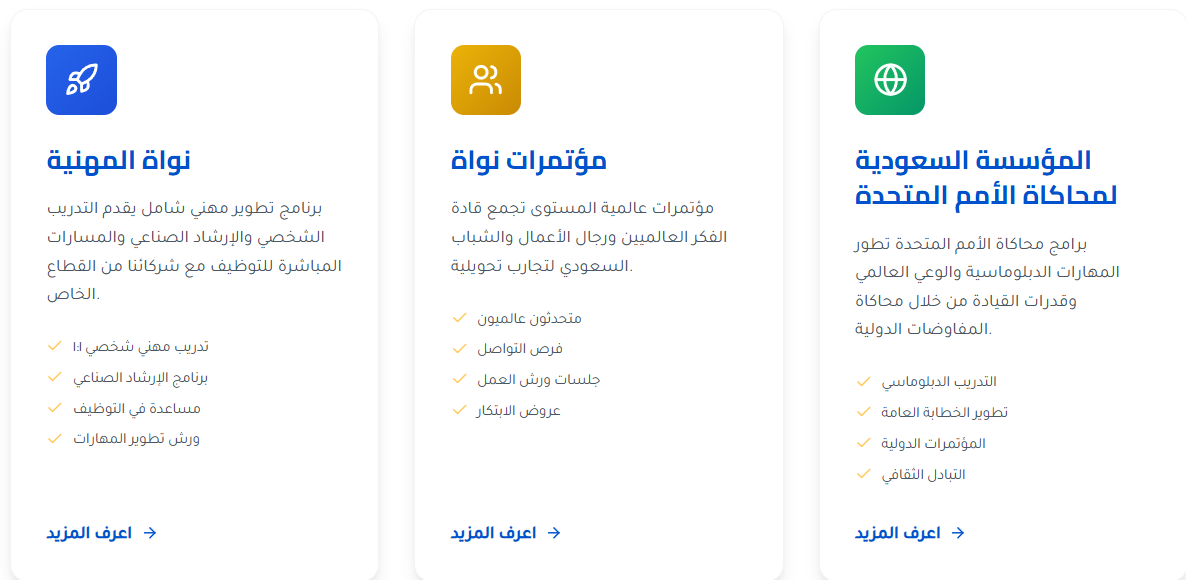 نواة المهنية
برنامج تطوير مهني شامل يقدم التدريب
الشخصي والإرشاد الصناعي والمسارات
المباشرة للتوظيف مع شركائنا من القطاع
الخاص.
تدريب مهني شخصي ١:١
برنامج الإرشاد الصناعي
مساعدة في التوظيف
ورش تطوير المهارات
اعرف المزيد →
مؤتمرات نواة
مؤتمرات عالمية المستوى تجمع قادة
الفكر العالميين ورجال الأعمال والشباب
السعودي لتجارب تحويلية.
متحدثون عالميون
فرص التواصل
جلسات ورش العمل
عروض الابتكار
اعرف المزيد →
المؤسسة السعودية
لمحاكاة الأمم المتحدة
برامج محاكاة الأمم المتحدة تطور
المهارات الدبلوماسية والوعي العالمي
وقدرات القيادة من خلال محاكاة
المفاوضات الدولية.
التدريب الدبلوماسي
تطوير الخطابة العامة
المؤتمرات الدولية
التبادل الثقافي
اعرف المزيد →